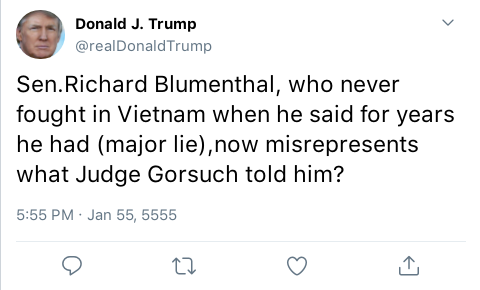 Donald J. Trump
@realDonaldTrump
Sen.Richard Blumenthal, who never
fought in Vietnam when he said for years
he had (major lie),now misrepresents
what Judge Gorsuch told him?
5:55 PM · Jan 55, 5555